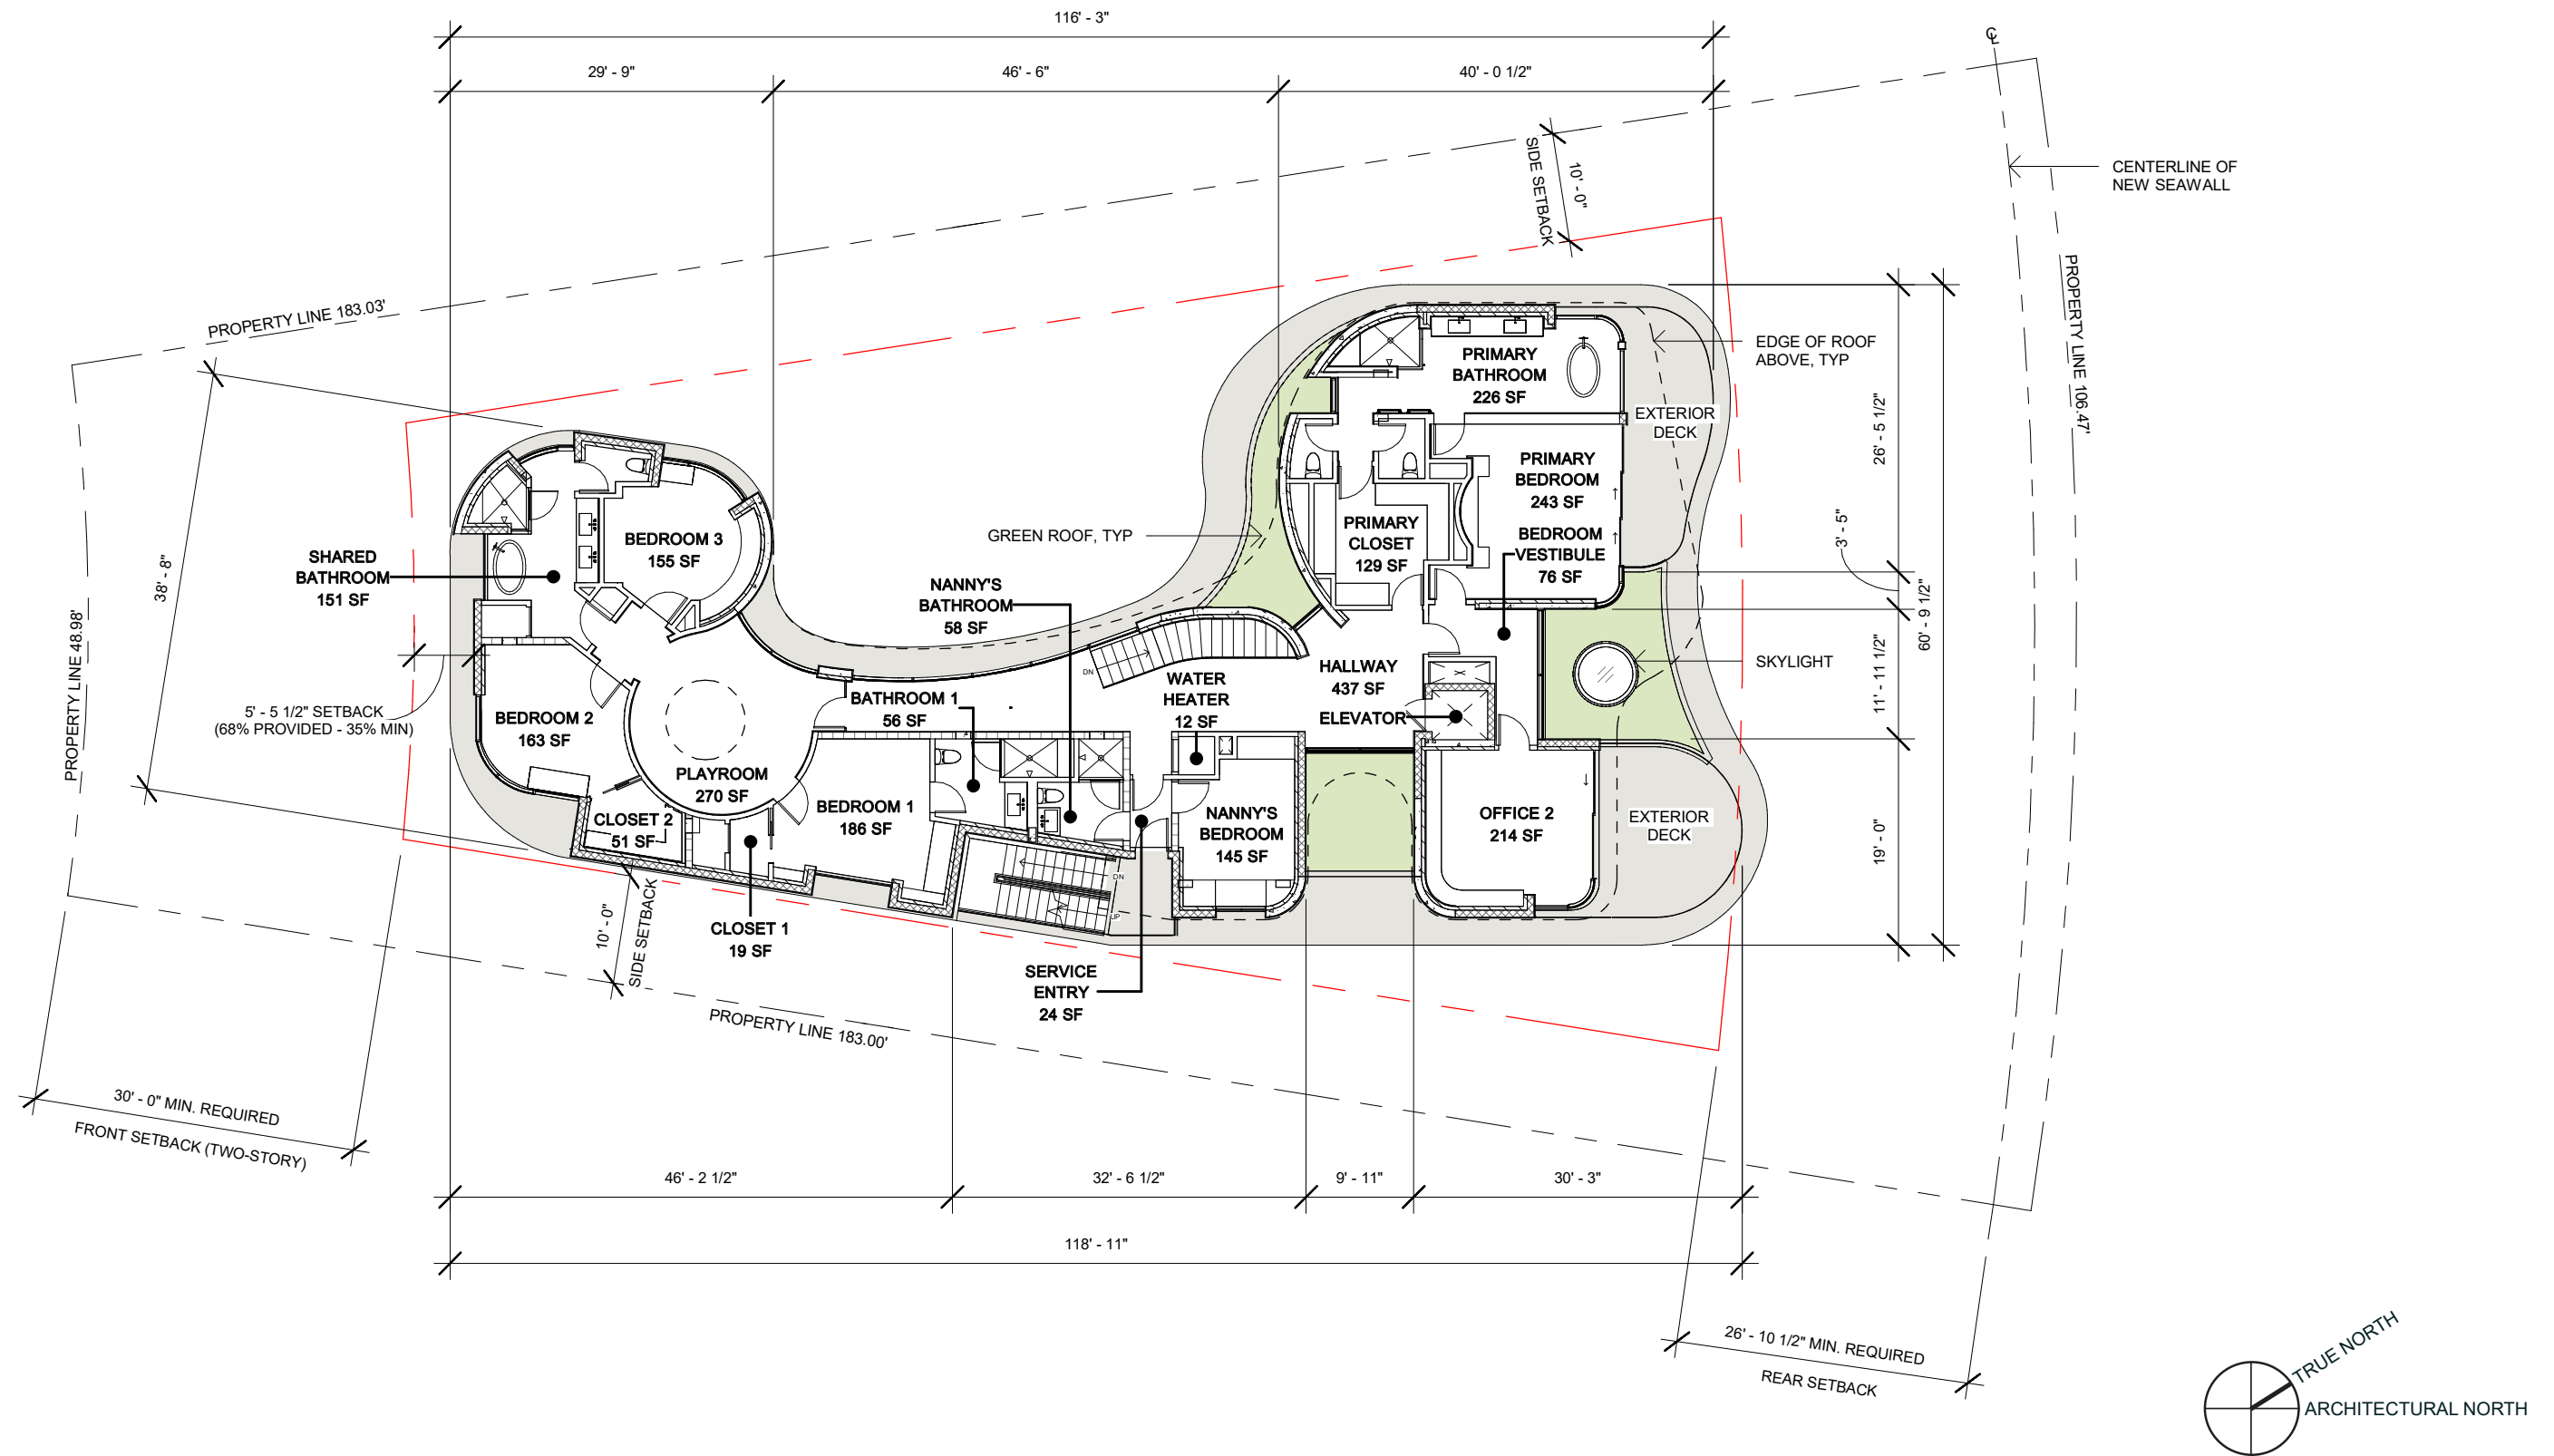 116' - 3"
29' - 9"
46' - 6"
40' - 0 1/2"
℄
SIDE SETBACK
10' - 0"
CENTERLINE OF
NEW SEAWALL
PROPERTY LINE 183.03'
PROPERTY LINE 106.47'
EDGE OF ROOF
ABOVE, TYP
PRIMARY
BATHROOM
226 SF
EXTERIOR
DECK
26' - 5 1/2"
PRIMARY
BEDROOM
243 SF
PRIMARY
CLOSET
129 SF
BEDROOM
VESTIBULE
76 SF
GREEN ROOF, TYP
3' - 5"
60' - 9 1/2"
38' - 8"
SHARED
BATHROOM
151 SF
BEDROOM 3
155 SF
NANNY'S
BATHROOM
58 SF
DN
PROPERTY LINE 48.98'
5' - 5 1/2" SETBACK
(68% PROVIDED - 35% MIN)
BEDROOM 2
163 SF
BATHROOM 1
56 SF
WATER
HEATER
12 SF
HALLWAY
437 SF
ELEVATOR
SKYLIGHT
11' - 11 1/2"
PLAYROOM
270 SF
BEDROOM 1
186 SF
CLOSET 2
51 SF
NANNY'S
BEDROOM
145 SF
OFFICE 2
214 SF
EXTERIOR
DECK
19' - 0"
DN
UP
10' - 0"
SIDE SETBACK
CLOSET 1
19 SF
SERVICE
ENTRY
24 SF
PROPERTY LINE 183.00'
30' - 0" MIN. REQUIRED
FRONT SETBACK (TWO-STORY)
46' - 2 1/2"
32' - 6 1/2"
9' - 11"
30' - 3"
118' - 11"
26' - 10 1/2" MIN. REQUIRED
REAR SETBACK
TRUE NORTH
ARCHITECTURAL NORTH